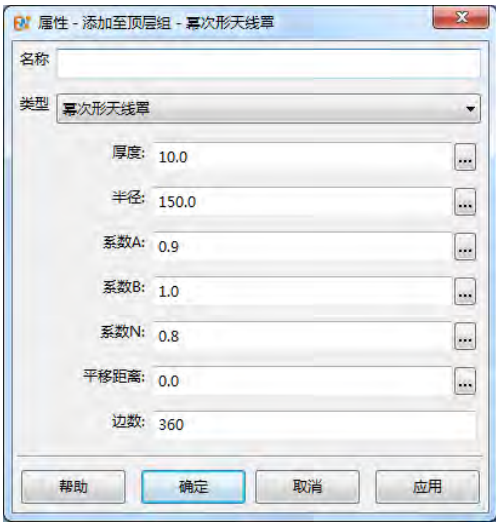 属性 - 添加至顶层组 - 幂次形天线罩
名称
类型 幂次形天线罩
厚度: 10.0 ...
半径: 150.0 ...
系数A: 0.9 ...
系数B: 1.0 ...
系数N: 0.8 ...
平移距离: 0.0 ...
边数: 360
帮助 确定 取消 应用